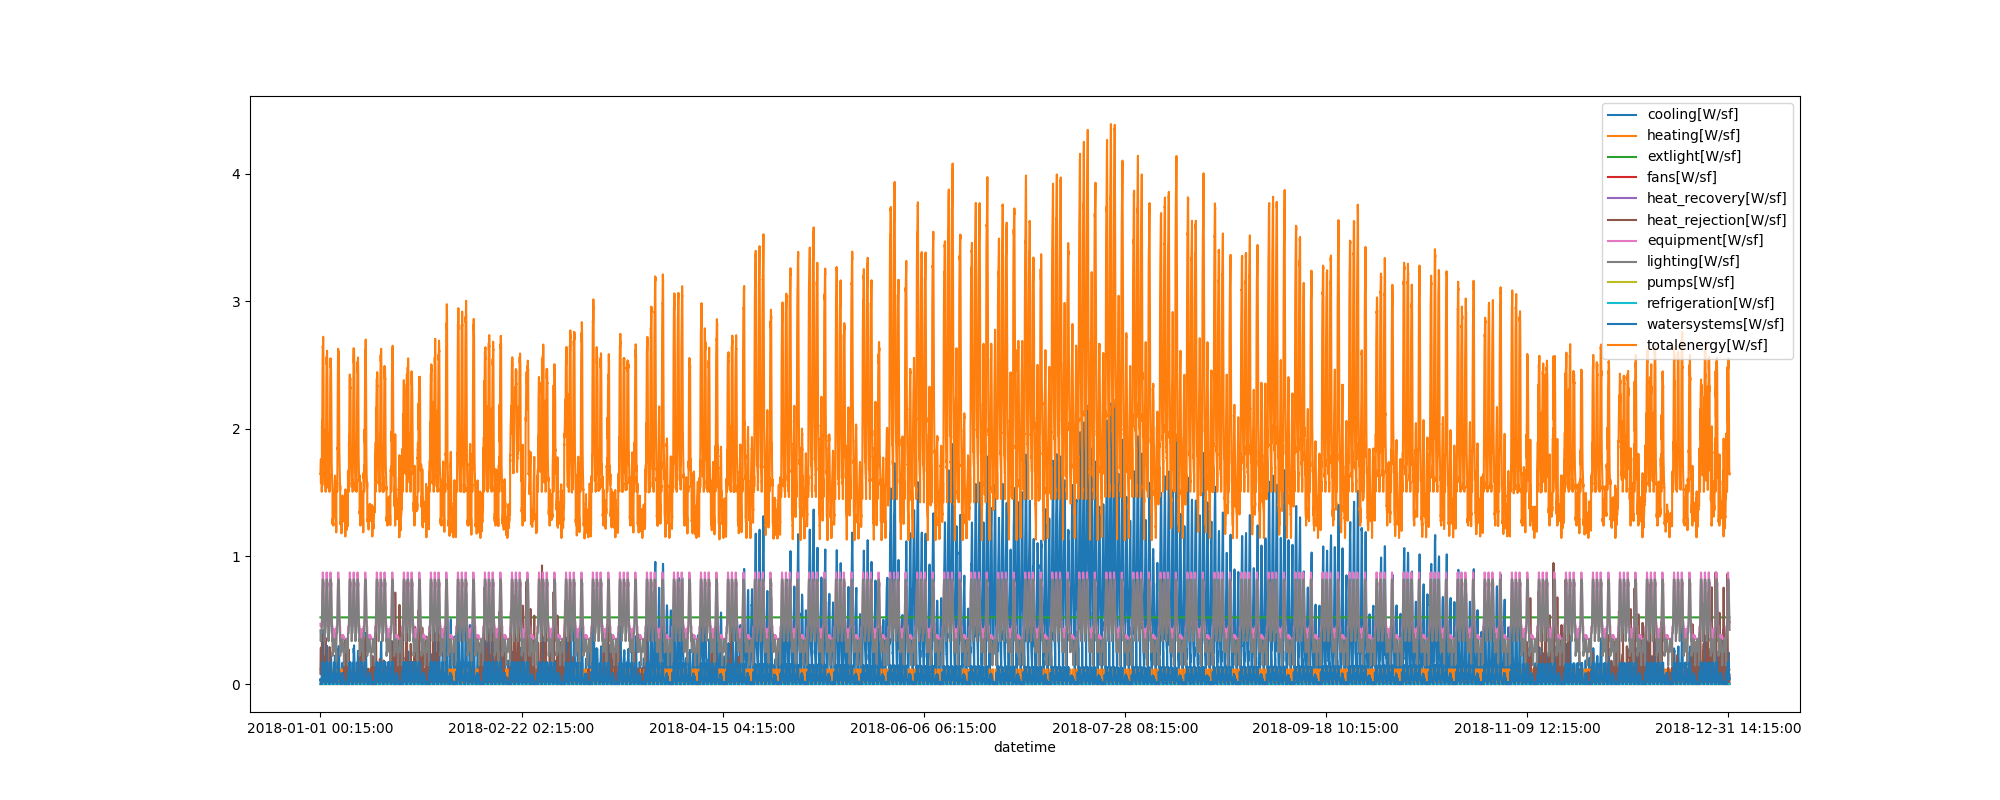 4
3
2
1
0
cooling[W/sf]
heating[W/sf]
extlight[W/sf]
fans[W/sf]
heat_recovery[W/sf]
heat_rejection[W/sf]
equipment[W/sf]
lighting[W/sf]
pumps[W/sf]
refrigeration[W/sf]
watersystems[W/sf]
totalenergy[W/sf]
2018-01-01 00:15:00 2018-02-22 02:15:00 2018-04-15 04:15:00 2018-06-06 06:15:00 2018-07-28 08:15:00 2018-09-18 10:15:00 2018-11-09 12:15:00 2018-12-31 14:15:00
datetime